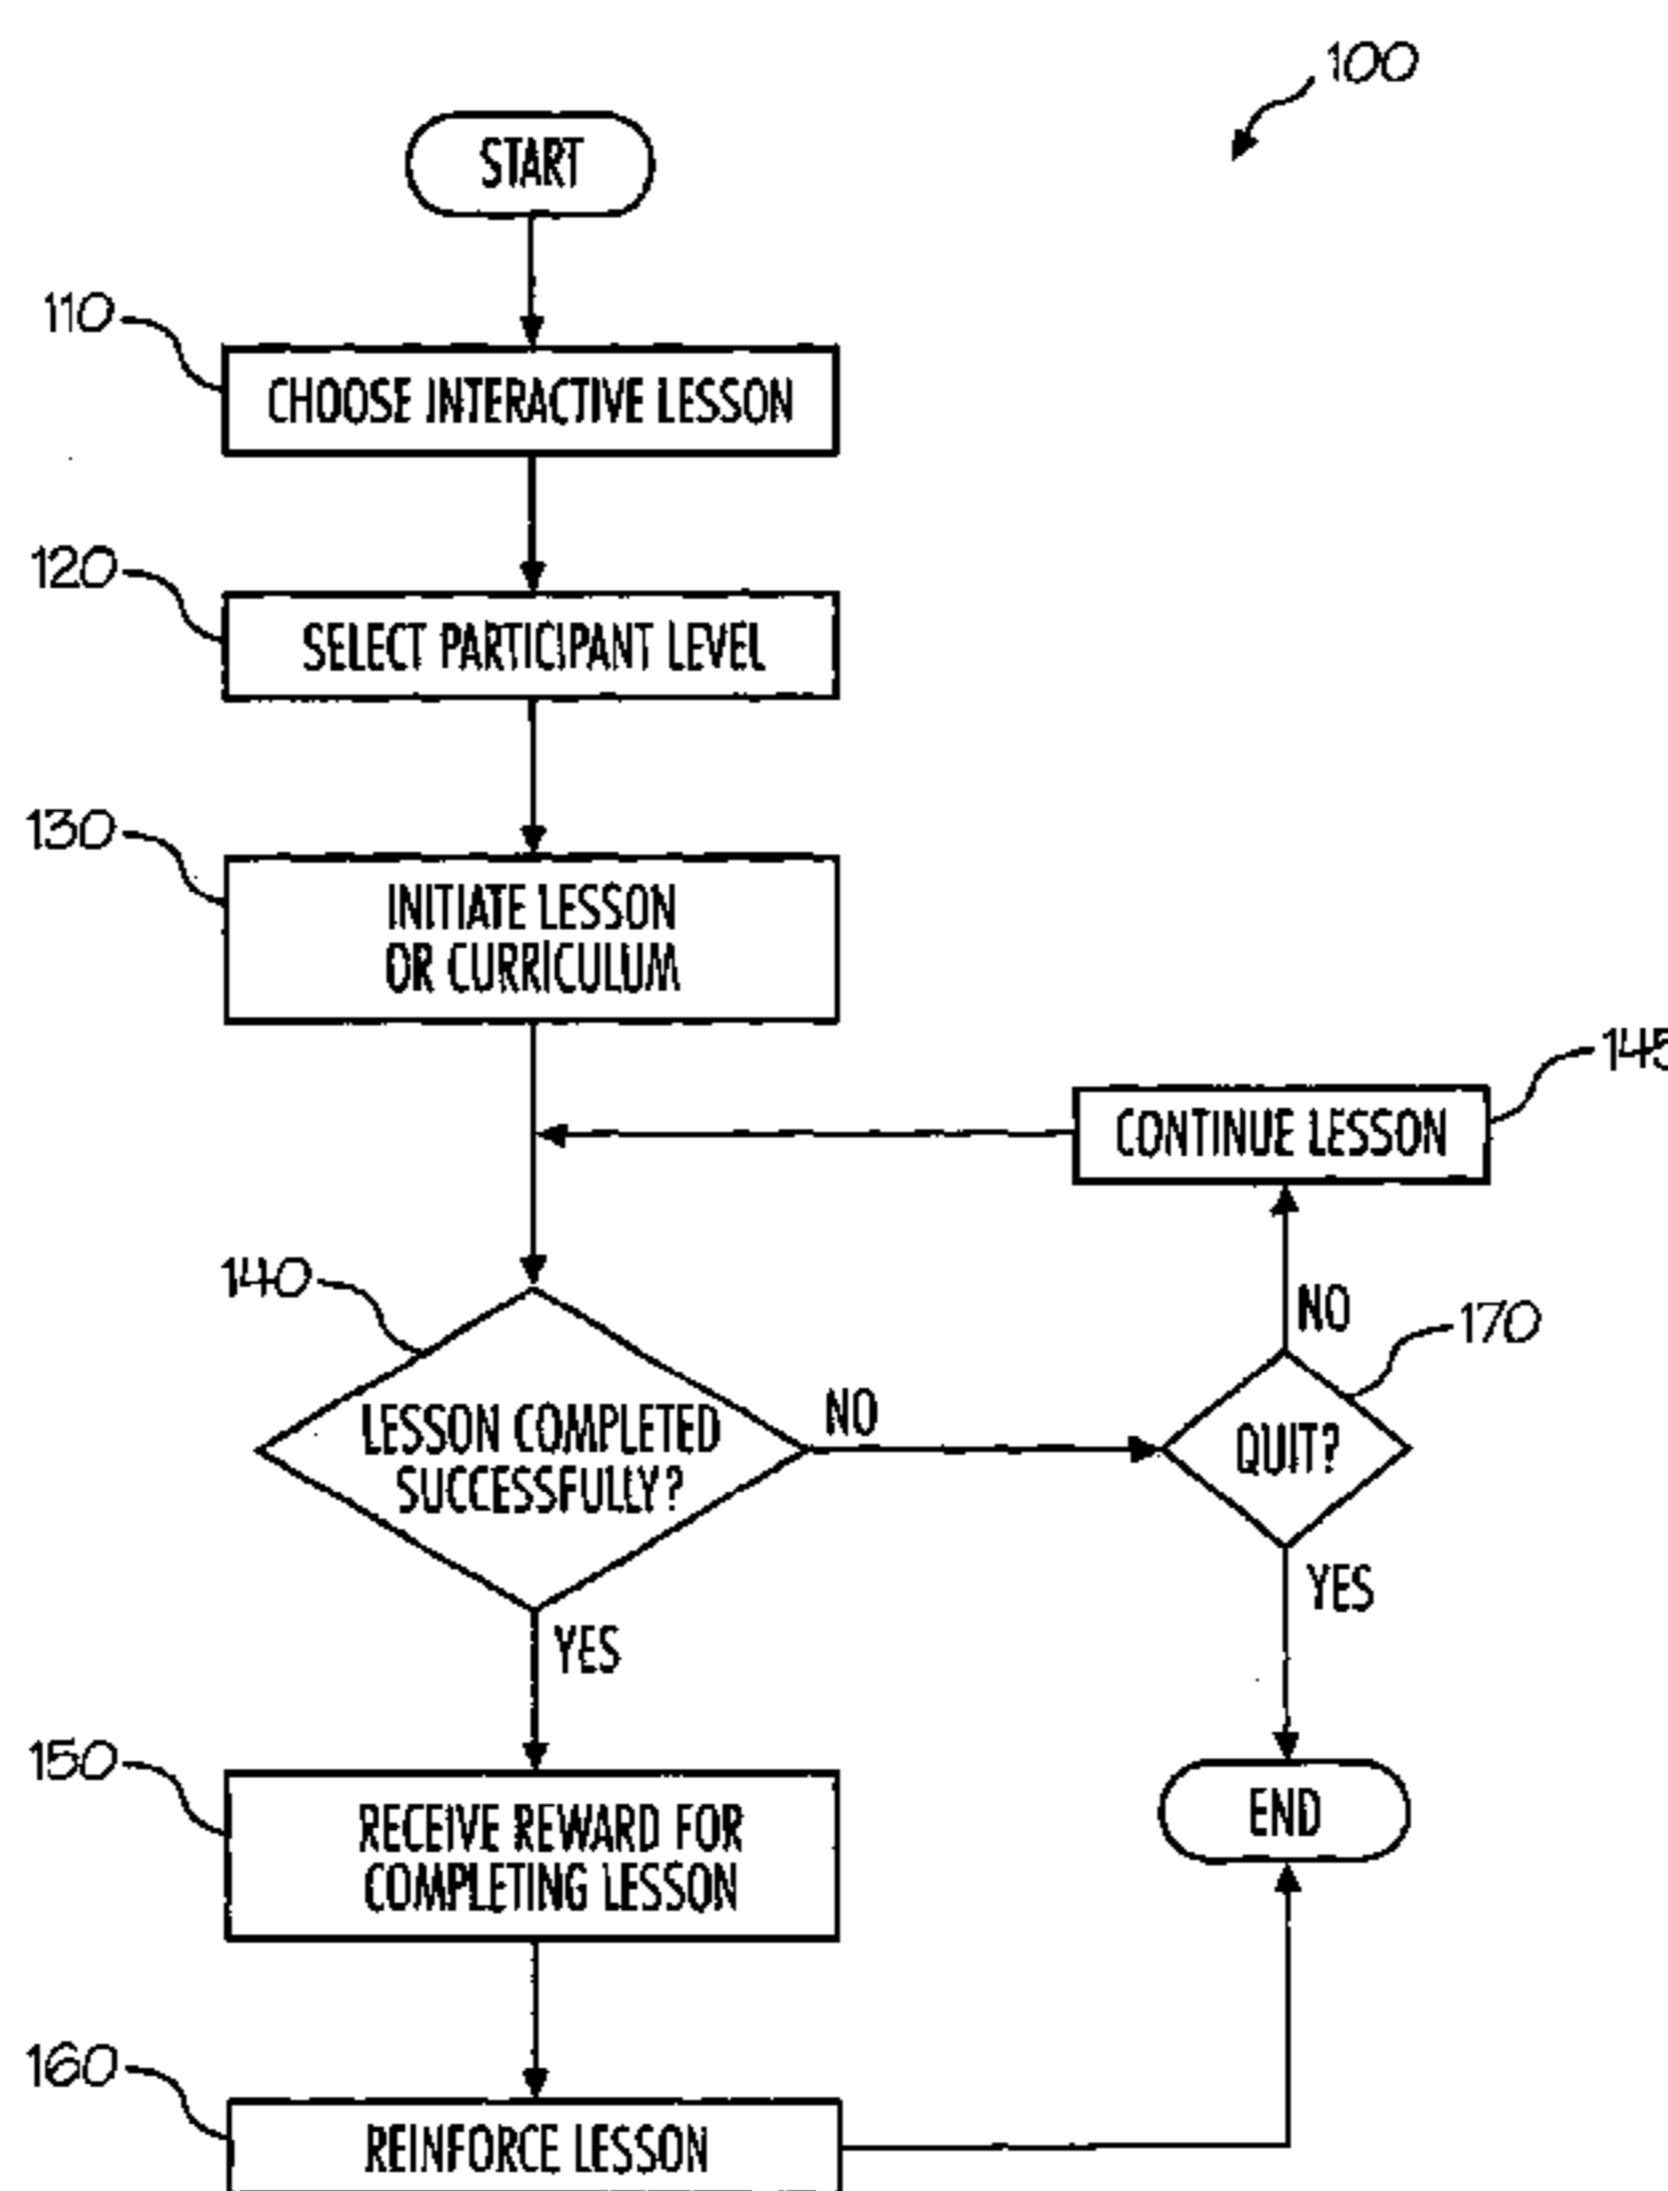 100
START
110
CHOOSE INTERACTIVE LESSON
120
SELECT PARTICIPANT LEVEL
130
INITIATE LESSON
OR CURRICULUM
145
CONTINUE LESSON
140
NO
170
LESSON COMPLETED
SUCCESSFULLY?
NO
QUIT?
YES
YES
150
RECEIVE REWARD FOR
COMPLETING LESSON
END
160
REINFORCE LESSON